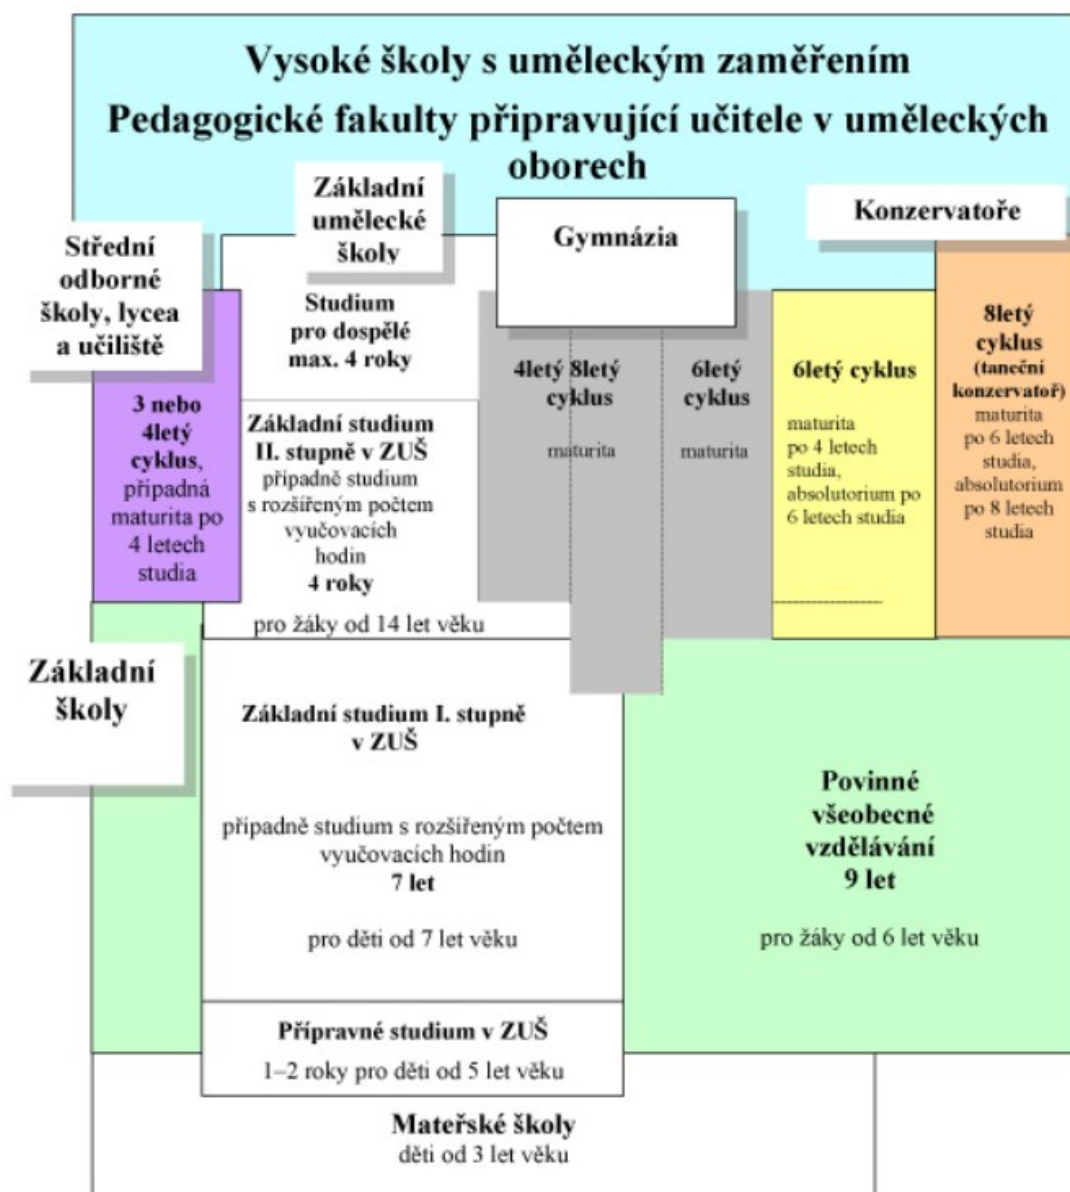 Vysoké školy s uměleckým zaměřením
Pedagogické fakulty připravující učitele v uměleckých
oborech
Základní
umělecké
školy
Gymnázia
Konzervatoře
Střední
odborné
školy, lycea
a učiliště
3 nebo
4letý
cyklus,
případná
maturita po
4 letech
studia
Studium
pro dospělé
max. 4 roky
Základní studium
II. stupně v ZUŠ
případně studium
s rozšířeným počtem
vyučovacích
hodin
4 roky
pro žáky od 14 let věku
4letý 8letý
cyklus
maturita
6letý
cyklus
maturita
6letý cyklus
maturita
po 4 letech
studia,
absolutorium po
6 letech studia
8letý
cyklus
(taneční
konzervatoř)
maturita
po 6 letech
studia,
absolutorium
po 8 letech
studia
Základní
školy
Základní studium I. stupně
v ZUŠ
případně studium s rozšířeným počtem
vyučovacích hodin
7 let
pro děti od 7 let věku
Povinné
všeobecné
vzdělávání
9 let
pro žáky od 6 let věku
Přípravné studium v ZUŠ
1–2 roky pro děti od 5 let věku
Mateřské školy
děti od 3 let věku